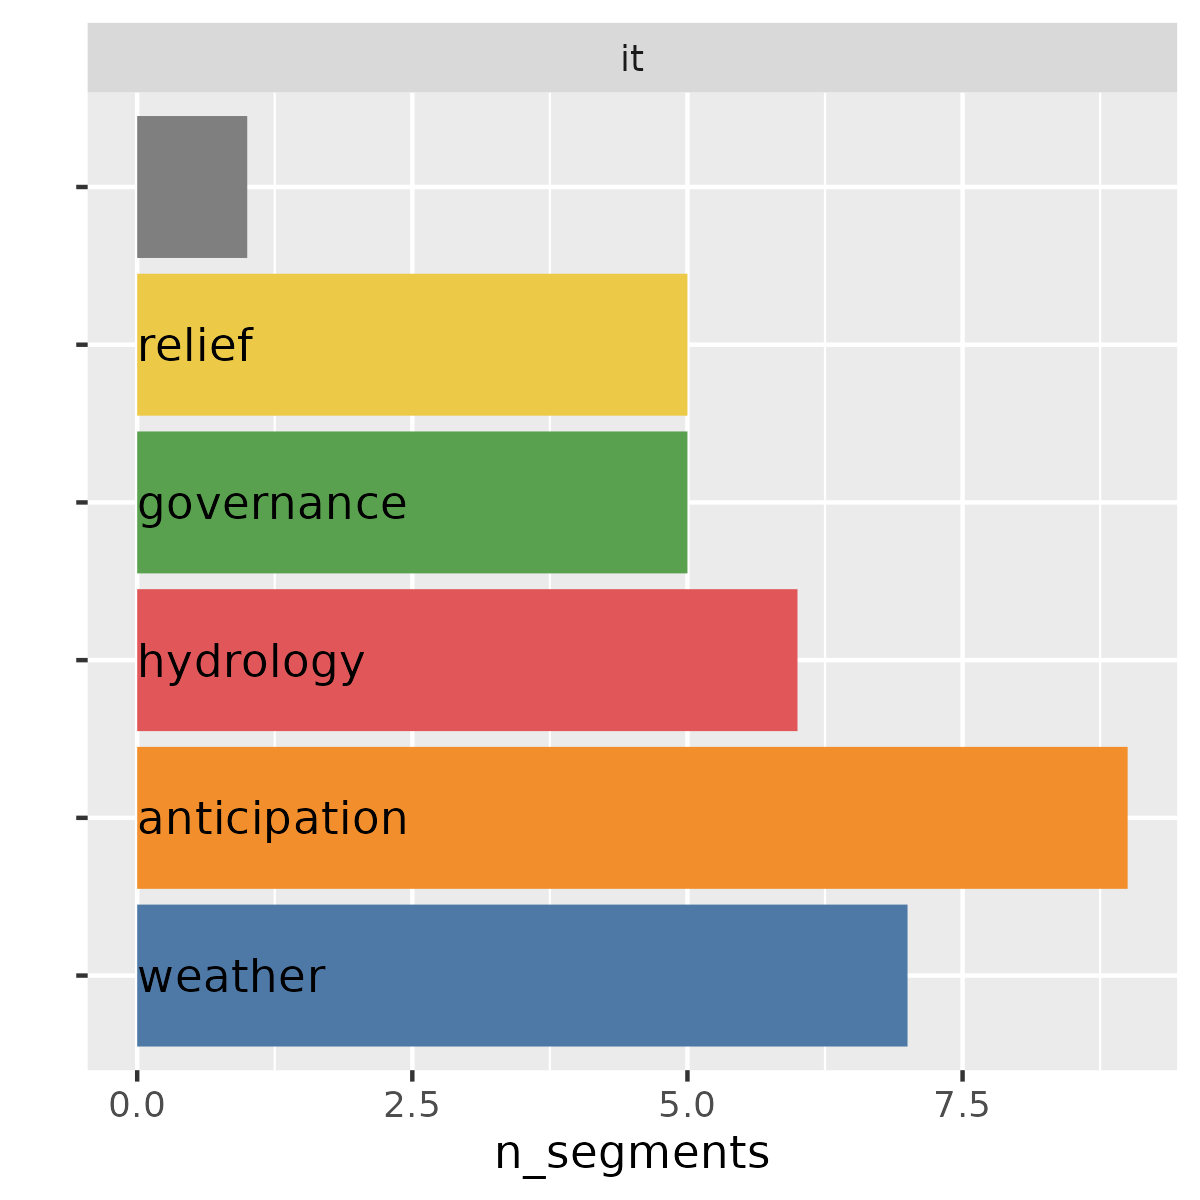 it
relief
governance
hydrology
anticipation
weather
0.0 2.5 5.0 7.5
n_segments